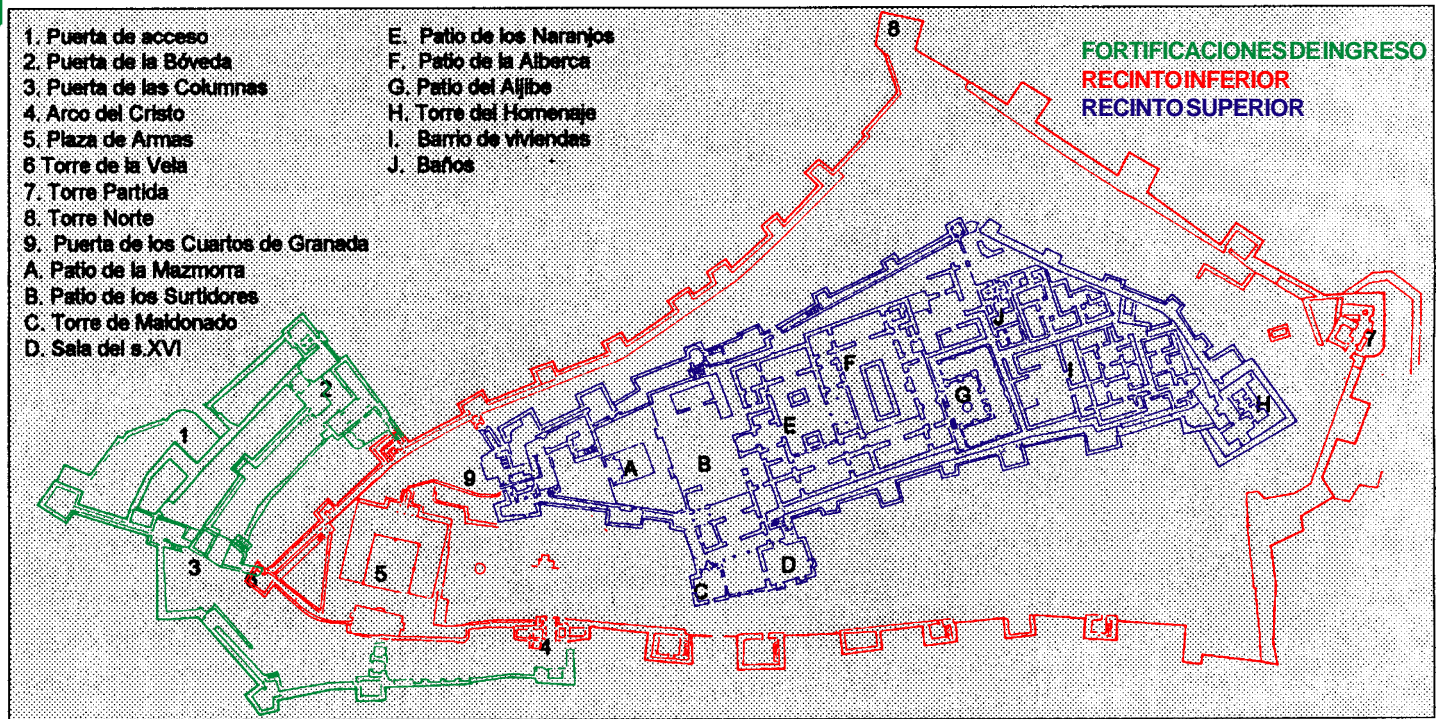 1. Puerta de acceso
2. Puerta de la Bóveda
3. Puerta de las Columnas
4. Arco del Cristo
5. Plaza de Armas
6 Torre de la Vela
7. Torre Partida
8. Torre Norte
9. Puerta de los Cuartos de Granada
A. Patio de la Mazmorra
B. Patio de los Surtidores
C. Torre de Maldonado
D. Sala del s.XVI
E. Patio de los Naranjos
F. Patio de la Alberca
G. Patio del Aljibe
H. Torre del Homenaje
I. Barrio de viviendas
J. Baños
FORTIFICACIONES DE INGRESO
RECINTO INFERIOR
RECINTO SUPERIOR
8
7
J
I
H
F
G
E
2
1
9
A
B
3
6
5
D
C
4